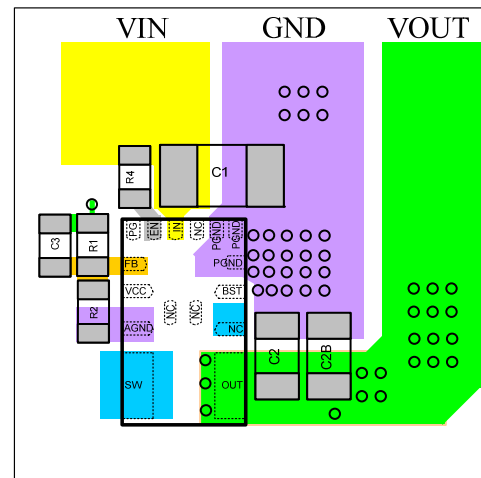 VIN GND VOUT
R4
C1
C3
R1
PG
EN
IN
NC
PGND
PGND
FB
PGND
R2
VCC
NC
NC
BST
AGND
NC
C2
C2B
SW
OUT